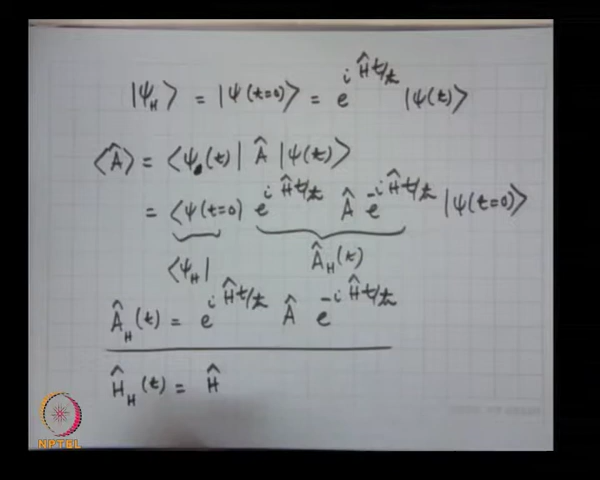 |ψ_H⟩ = |ψ(t=0)⟩ = e^{iĤt/ħ} |ψ(t)⟩
⟨Â⟩ = ⟨ψ(t)| Â |ψ(t)⟩
= ⟨ψ(t=0) e^{iĤt/ħ} Â e^{-iĤt/ħ} |ψ(t=0)⟩
⟨ψ_H| Â_H(t)
Â_H(t) = e^{iĤt/ħ} Â e^{-iĤt/ħ}
Ĥ_H(t) = Ĥ
NPTEL